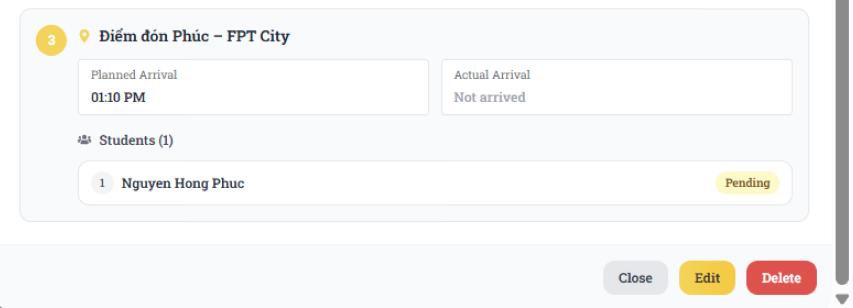 3 Điểm đón Phúc – FPT City
Planned Arrival Actual Arrival
01:10 PM Not arrived
Students (1)
1 Nguyen Hong Phuc Pending
Close Edit Delete